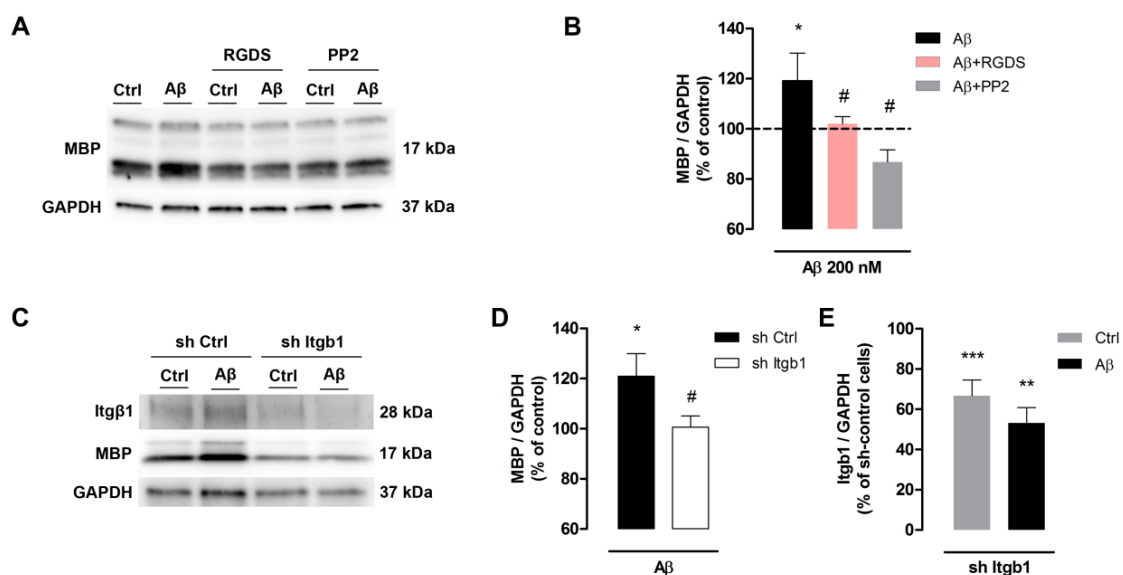 A
RGDS PP2
Ctrl Aβ Ctrl Aβ Ctrl Aβ
MBP 17 kDa
GAPDH 37 kDa
B
MBP / GAPDH
(% of control)
140
120
100
80
60
*
#
#
Aβ
Aβ+RGDS
Aβ+PP2
Aβ 200 nM
C
sh Ctrl sh Itgb1
Ctrl Aβ Ctrl Aβ
Itgβ1 28 kDa
MBP 17 kDa
GAPDH 37 kDa
D
MBP / GAPDH
(% of control)
140
120
100
80
60
*
#
sh Ctrl
sh Itgb1
Aβ
E
Itgb1 / GAPDH
(% of sh-control cells)
100
80
60
40
20
0
***
**
Ctrl
Aβ
sh Itgb1